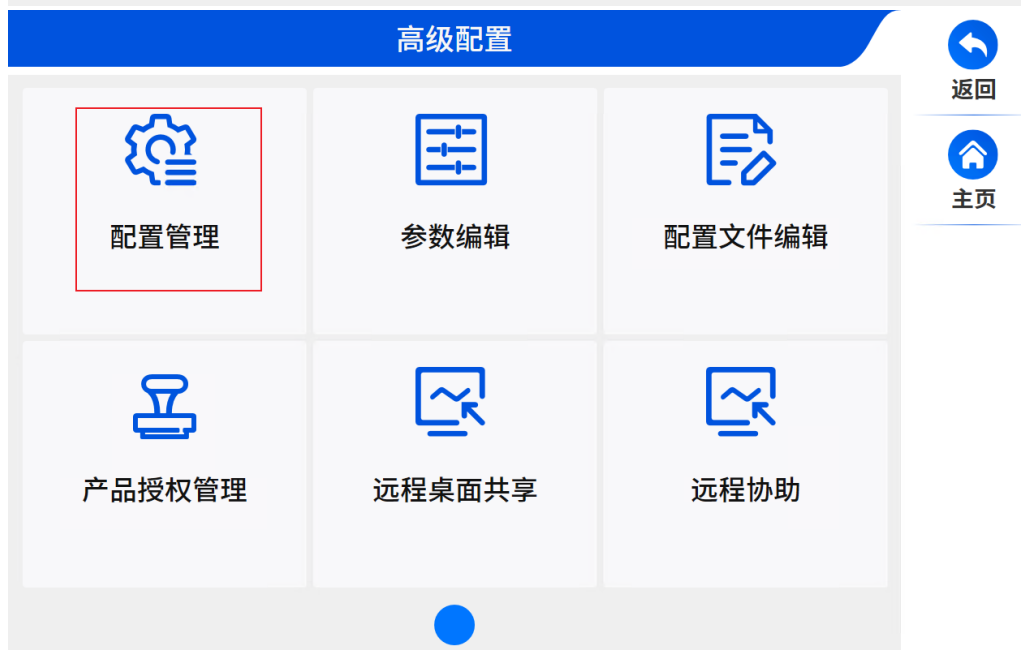 高级配置
返回
主页
配置管理
参数编辑
配置文件编辑
产品授权管理
远程桌面共享
远程协助